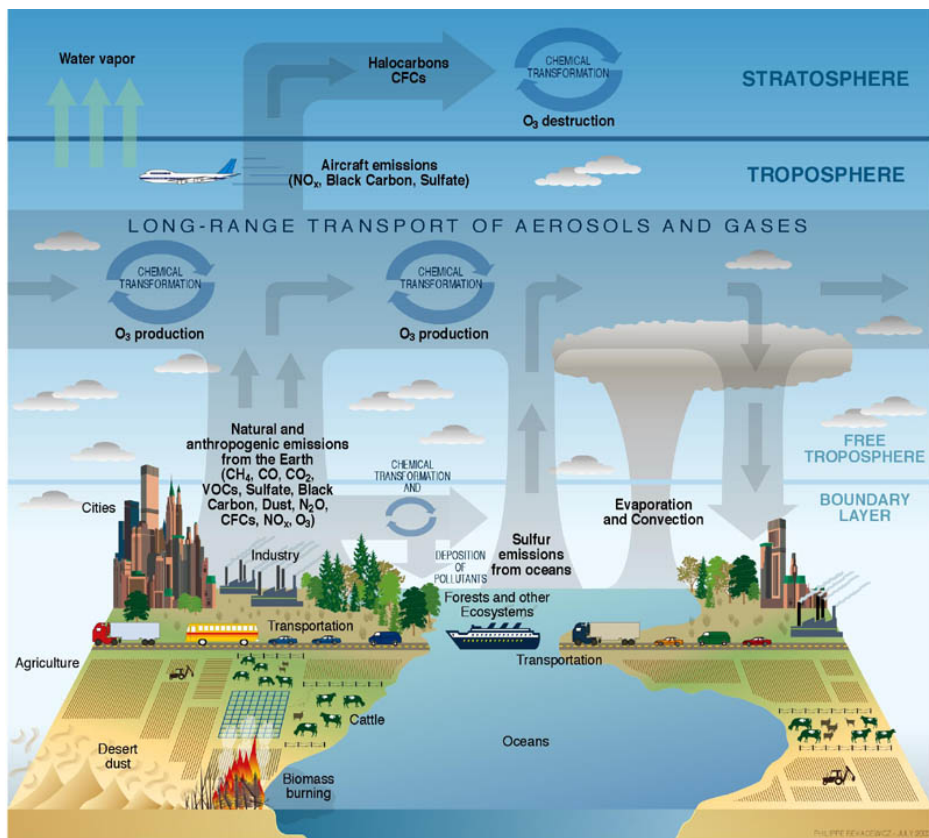 Water vapor
Halocarbons
CFCs
CHEMICAL
TRANSFORMATION
O₃ destruction
STRATOSPHERE
Aircraft emissions
(NOₓ, Black Carbon, Sulfate)
TROPOSPHERE
LONG-RANGE TRANSPORT OF AEROSOLS AND GASES
CHEMICAL
TRANSFORMATION
O₃ production
CHEMICAL
TRANSFORMATION
O₃ production
Natural and
anthropogenic emissions
from the Earth
(CH₄, CO, CO₂,
VOCs, Sulfate, Black
Carbon, Dust, N₂O,
CFCs, NOₓ, O₃)
CHEMICAL
TRANSFORMATION
AND
DEPOSITION
OF
POLLUTANTS
FREE
TROPOSPHERE
BOUNDARY
LAYER
Cities
Evaporation
and Convection
Industry
Sulfur
emissions
from oceans
Forests and other
Ecosystems
Transportation
Agriculture
Transportation
Cattle
Oceans
Desert
dust
Biomass
burning